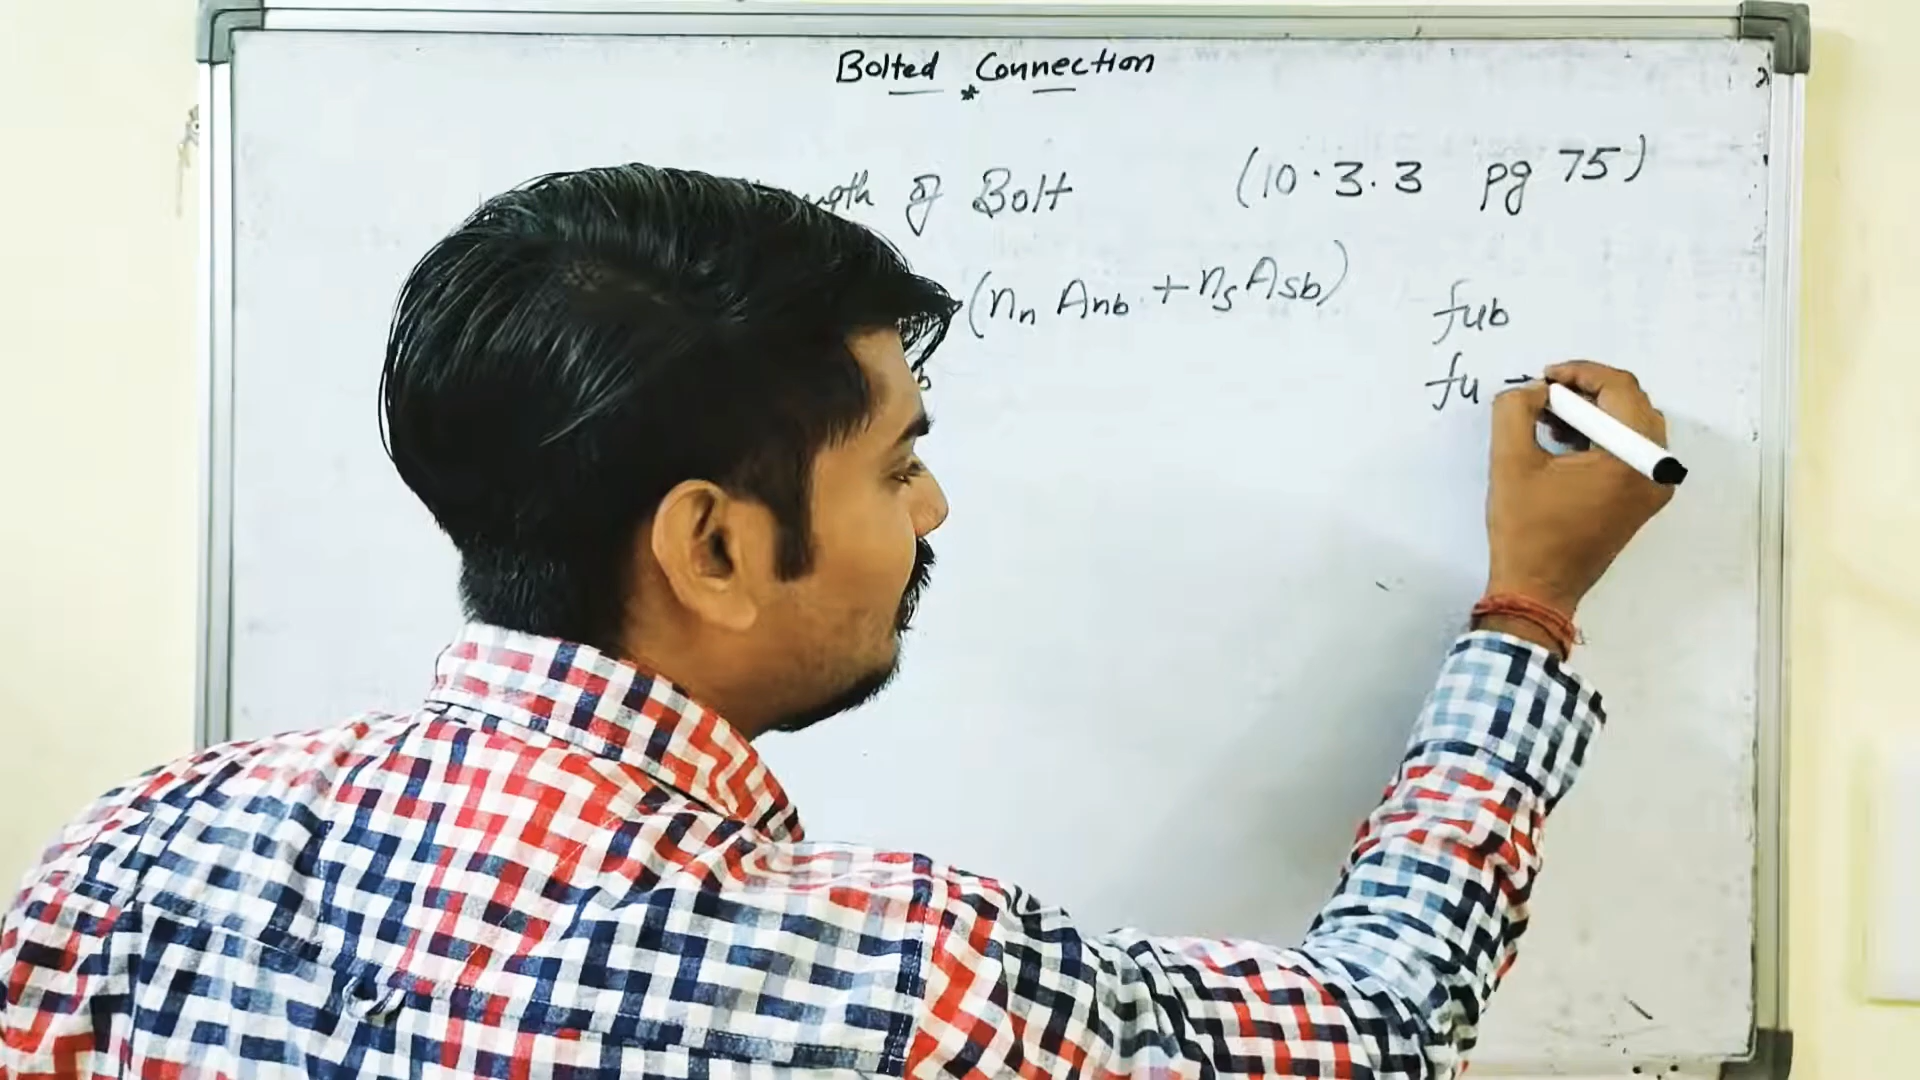 Bolted Connection
of Bolt (10.3.3 pg 75)
(nn Anb + ns Asb) fub
fu →